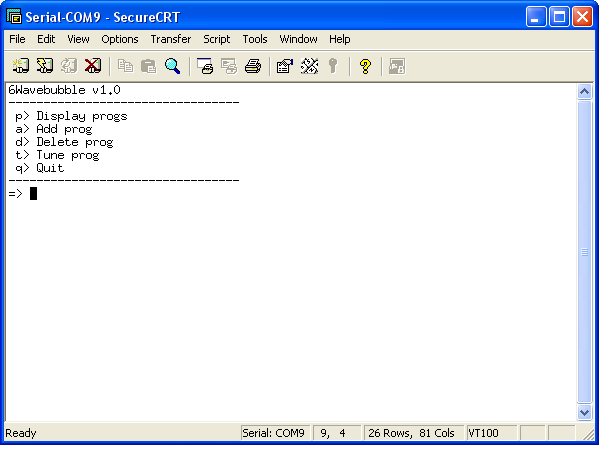 Serial-COM9 - SecureCRT
File Edit View Options Transfer Script Tools Window Help
6Wavebubble v1.0
---------------------------------
p> Display progs
a> Add prog
d> Delete prog
t> Tune prog
q> Quit
---------------------------------
=>
Ready Serial: COM9 9, 4 26 Rows, 81 Cols VT100